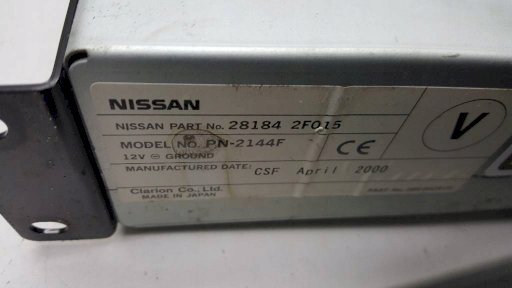 NISSAN
NISSAN PART No. 28184 2F015
MODEL NO. PN-2144F
12V ⊖ GROUND
MANUFACTURED DATE: CSF April 2000
Clarion Co., Ltd.
MADE IN JAPAN
CE
V